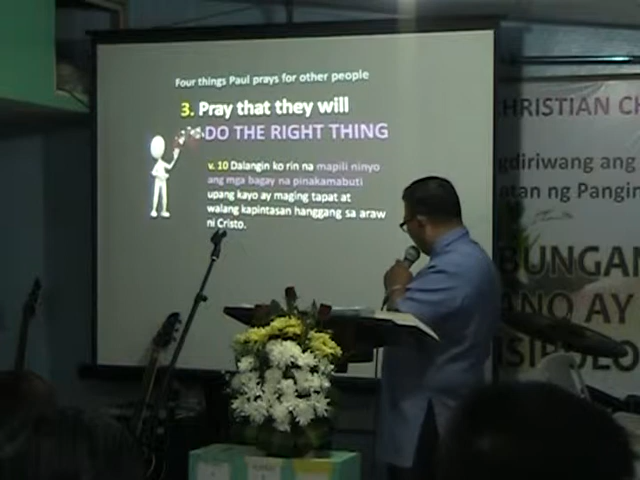 Four things Paul prays for other people
3. Pray that they will
DO THE RIGHT THING
v. 10 Dalangin ko rin na mapili ninyo
ang mga bagay na pinakamabuti
upang kayo ay maging tapat at
walang kapintasan hanggang sa araw
ni Cristo.
HRISTIAN CH
gdiriwang ang
atan ng Pangin
BUNGAN
ANO AY